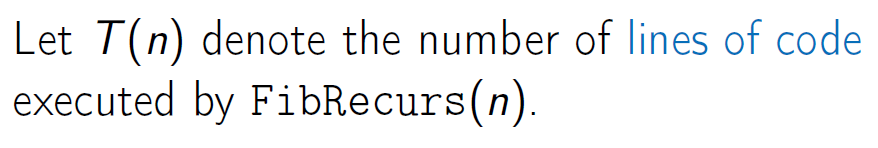 Let T(n) denote the number of lines of code
executed by FibRecurs(n).